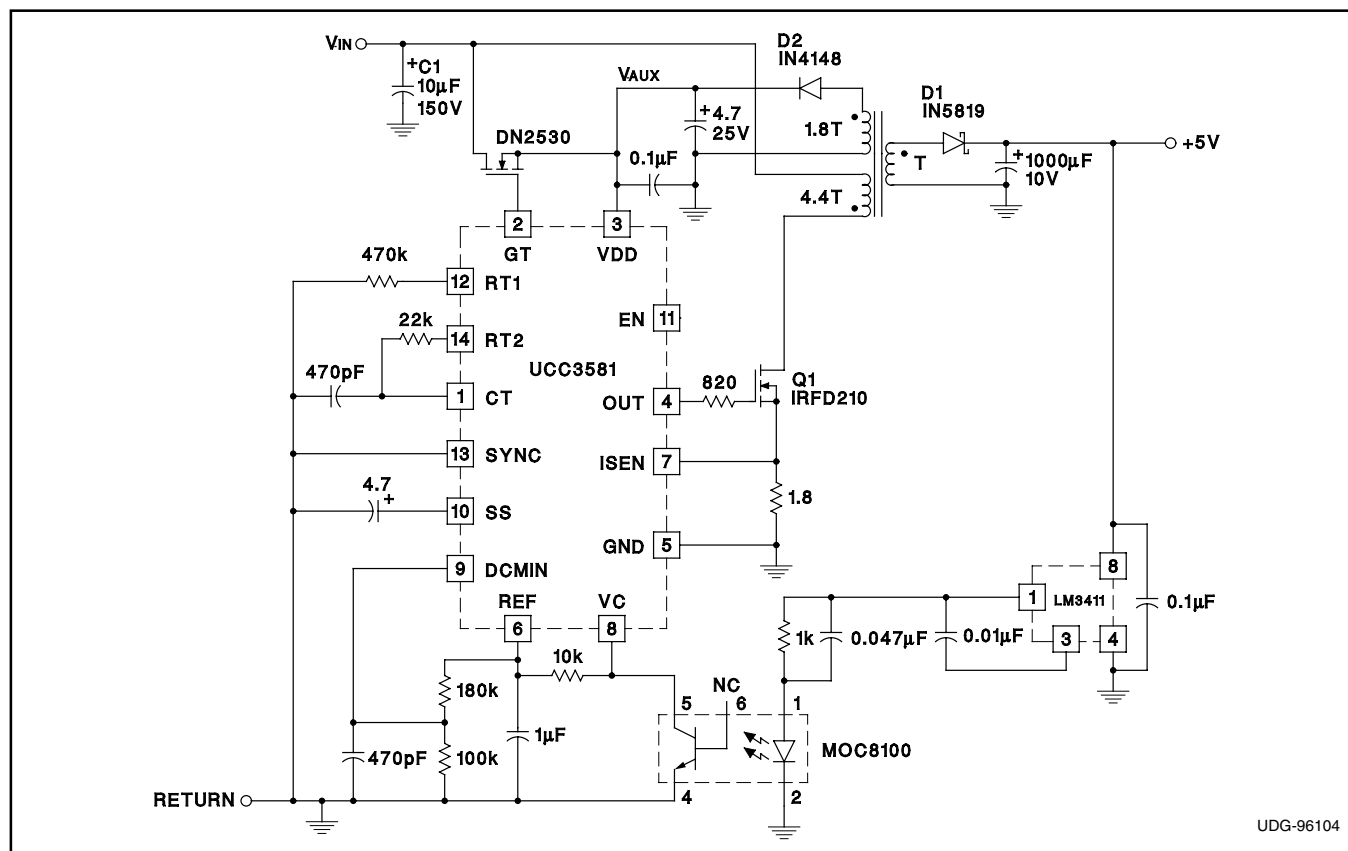 VIN
+C1
10µF
150V
VAUX
D2
IN4148
D1
IN5819
+
4.7
25V
1.8T
T
+5V
+
1000µF
10V
DN2530
0.1µF
4.4T
2
3
GT
VDD
470k
12
RT1
EN
11
22k
14
RT2
UCC3581
470pF
1
CT
OUT
4
820
Q1
IRFD210
13
SYNC
ISEN
7
4.7
+
10
SS
1.8
GND
5
9
DCMIN
REF
VC
6
8
8
1
LM3411
0.1µF
1k
0.047µF
0.01µF
3
4
10k
180k
NC
5
6
1
1µF
MOC8100
470pF
100k
4
2
RETURN
UDG-96104